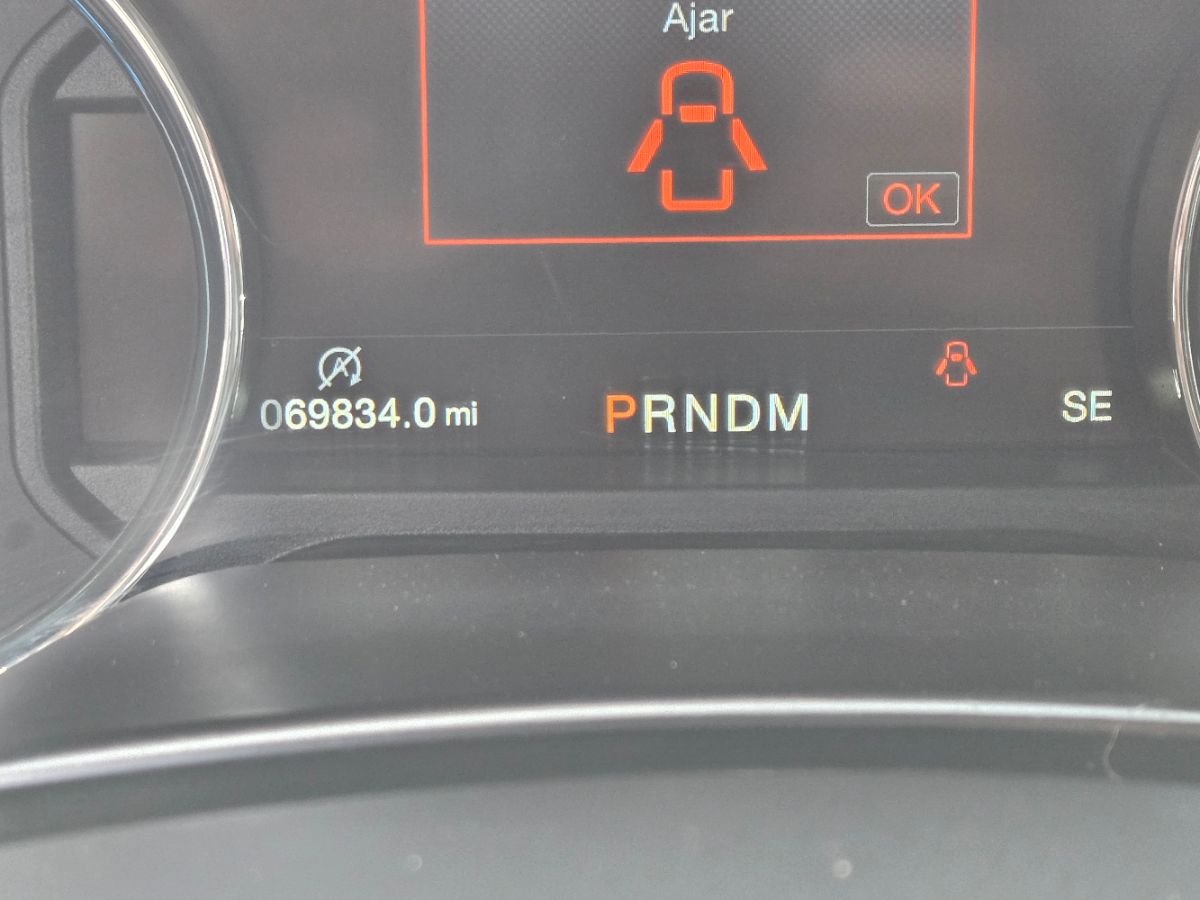 Ajar
OK
A
069834.0 mi
PRNDM
SE